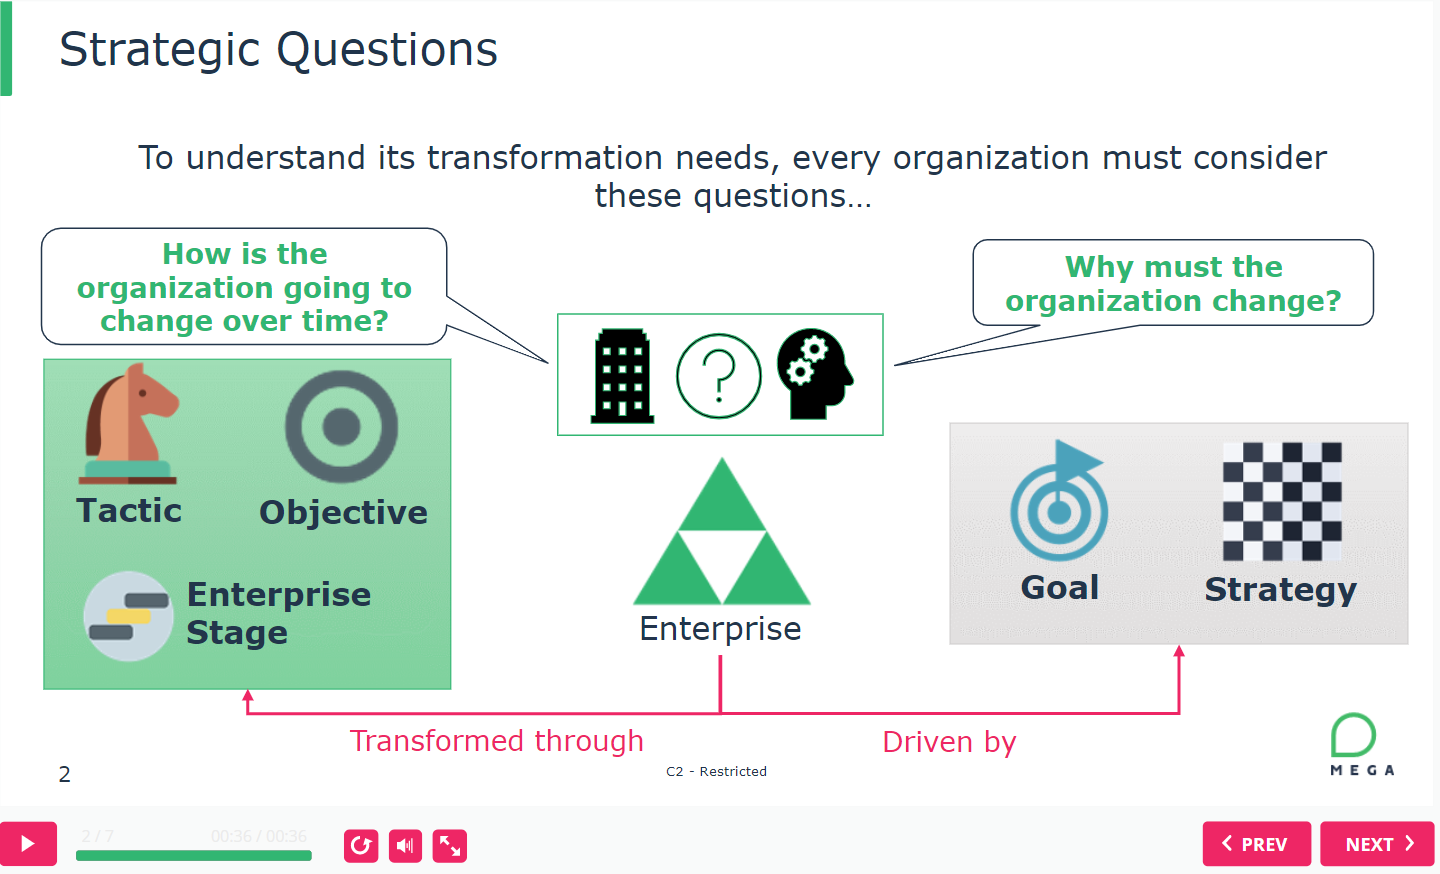 Strategic Questions
To understand its transformation needs, every organization must consider
these questions...
How is the
organization going to
change over time?
Why must the
organization change?
?
Tactic
Objective
Enterprise
Stage
Enterprise
Goal
Strategy
Transformed through
Driven by
MEGA
2
C2 - Restricted
2 / 7
00:36 / 00:36
PREV
NEXT